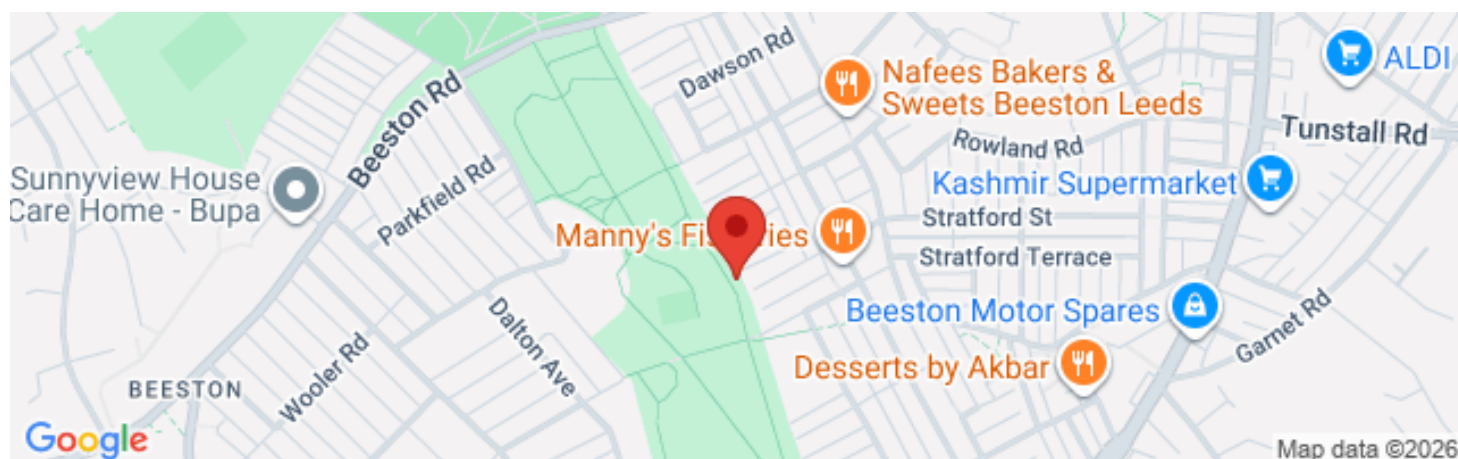 Dawson Rd
Nafees Bakers &
Sweets Beeston Leeds
ALDI
Tunstall Rd
Beeston Rd
Rowland Rd
Sunnyview House
Care Home - Bupa
Parkfield Rd
Kashmir Supermarket
Manny's
Stratford St
Stratford Terrace
Beeston Motor Spares
Garnet Rd
Dalton Ave
Wooler Rd
Desserts by Akbar
BEESTON
Google
Map data ©2026